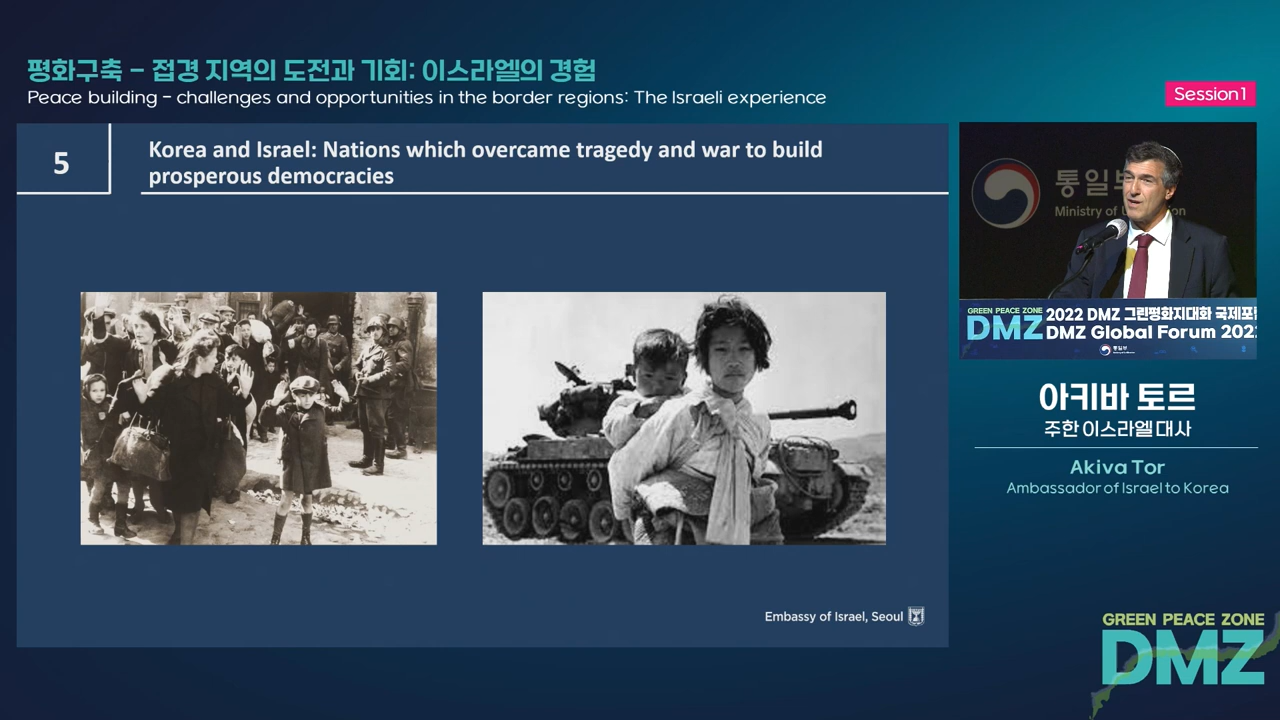 평화구축 - 접경 지역의 도전과 기회: 이스라엘의 경험
Peace building - challenges and opportunities in the border regions: The Israeli experience
Session1
5
Korea and Israel: Nations which overcame tragedy and war to build
prosperous democracies
Embassy of Israel, Seoul
통일부
Ministry of
GREEN PEACE ZONE
DMZ
2022 DMZ 그린평화지대화 국제포
DMZ Global Forum 202
통일부
아키바 토르
주한 이스라엘 대사
Akiva Tor
Ambassador of Israel to Korea
GREEN PEACE ZONE
DMZ